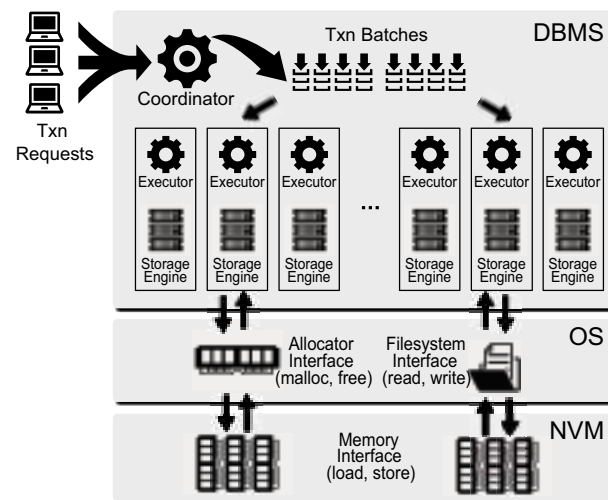 Txn Batches
DBMS
Coordinator
Txn
Requests
Executor
Executor
Executor
Executor
Executor
Executor
...
Storage
Engine
Storage
Engine
Storage
Engine
Storage
Engine
Storage
Engine
Storage
Engine
OS
Allocator
Interface
(malloc, free)
Filesystem
Interface
(read, write)
NVM
Memory
Interface
(load, store)